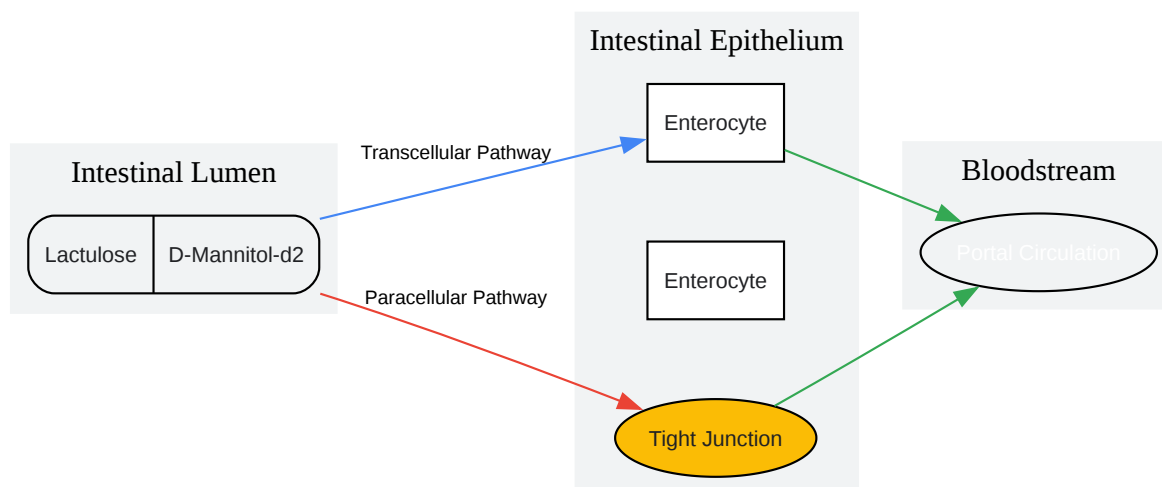 Intestinal Lumen
Lactulose
D-Mannitol-d2
Transcellular Pathway
Paracellular Pathway
Intestinal Epithelium
Enterocyte
Enterocyte
Tight Junction
Bloodstream
Portal Circulation